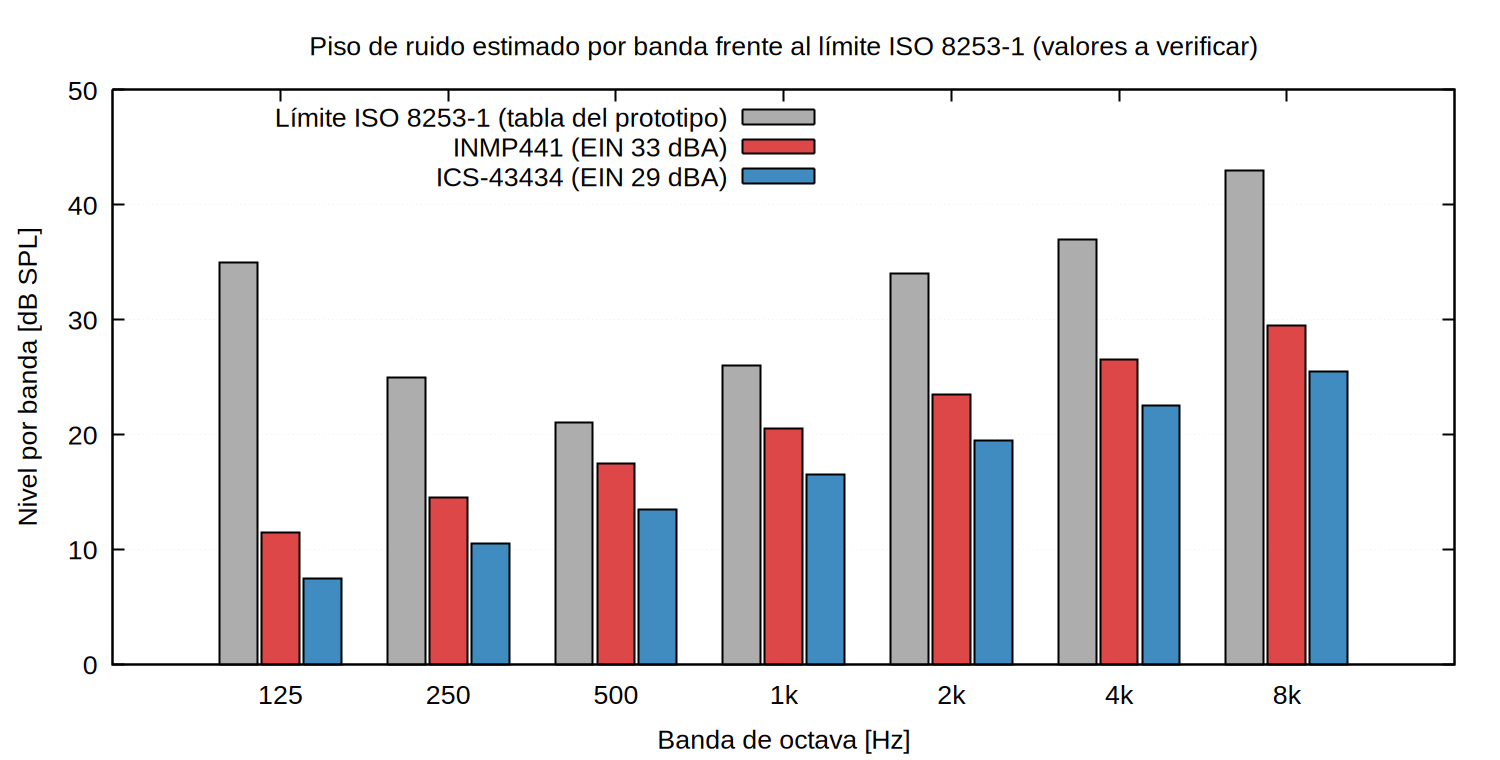 Piso de ruido estimado por banda frente al límite ISO 8253-1 (valores a verificar)
Límite ISO 8253-1 (tabla del prototipo)
INMP441 (EIN 33 dBA)
ICS-43434 (EIN 29 dBA)
Nivel por banda [dB SPL]
50
40
30
20
10
0
125 250 500 1k 2k 4k 8k
Banda de octava [Hz]